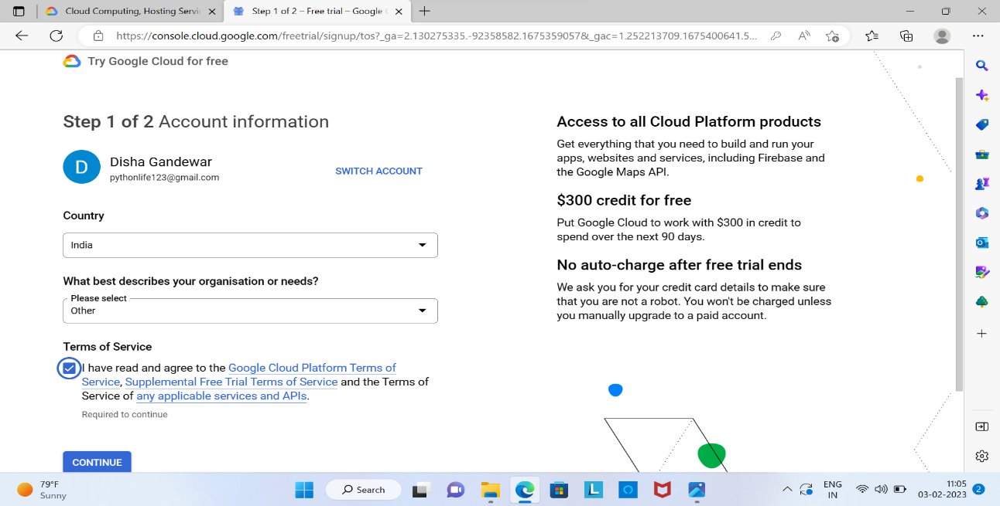 Cloud Computing, Hosting Servi
Step 1 of 2 – Free trial – Google
https://console.cloud.google.com/freetrial/signup/tos?_ga=2.130275335.-92358582.1675359057&_gac=1.252213709.1675400641.5...
Try Google Cloud for free
Step 1 of 2 Account information
D
Disha Gandewar
pythonlife123@gmail.com
SWITCH ACCOUNT
Country
India
What best describes your organisation or needs?
Please select
Other
Terms of Service
I have read and agree to the Google Cloud Platform Terms of
Service, Supplemental Free Trial Terms of Service and the Terms of
Service of any applicable services and APIs.
Required to continue
CONTINUE
Access to all Cloud Platform products
Get everything that you need to build and run your
apps, websites and services, including Firebase and
the Google Maps API.
$300 credit for free
Put Google Cloud to work with $300 in credit to
spend over the next 90 days.
No auto-charge after free trial ends
We ask you for your credit card details to make sure
that you are not a robot. You won't be charged unless
you manually upgrade to a paid account.
79°F
Sunny
Search
L
ENG
IN
11:05
03-02-2023
2